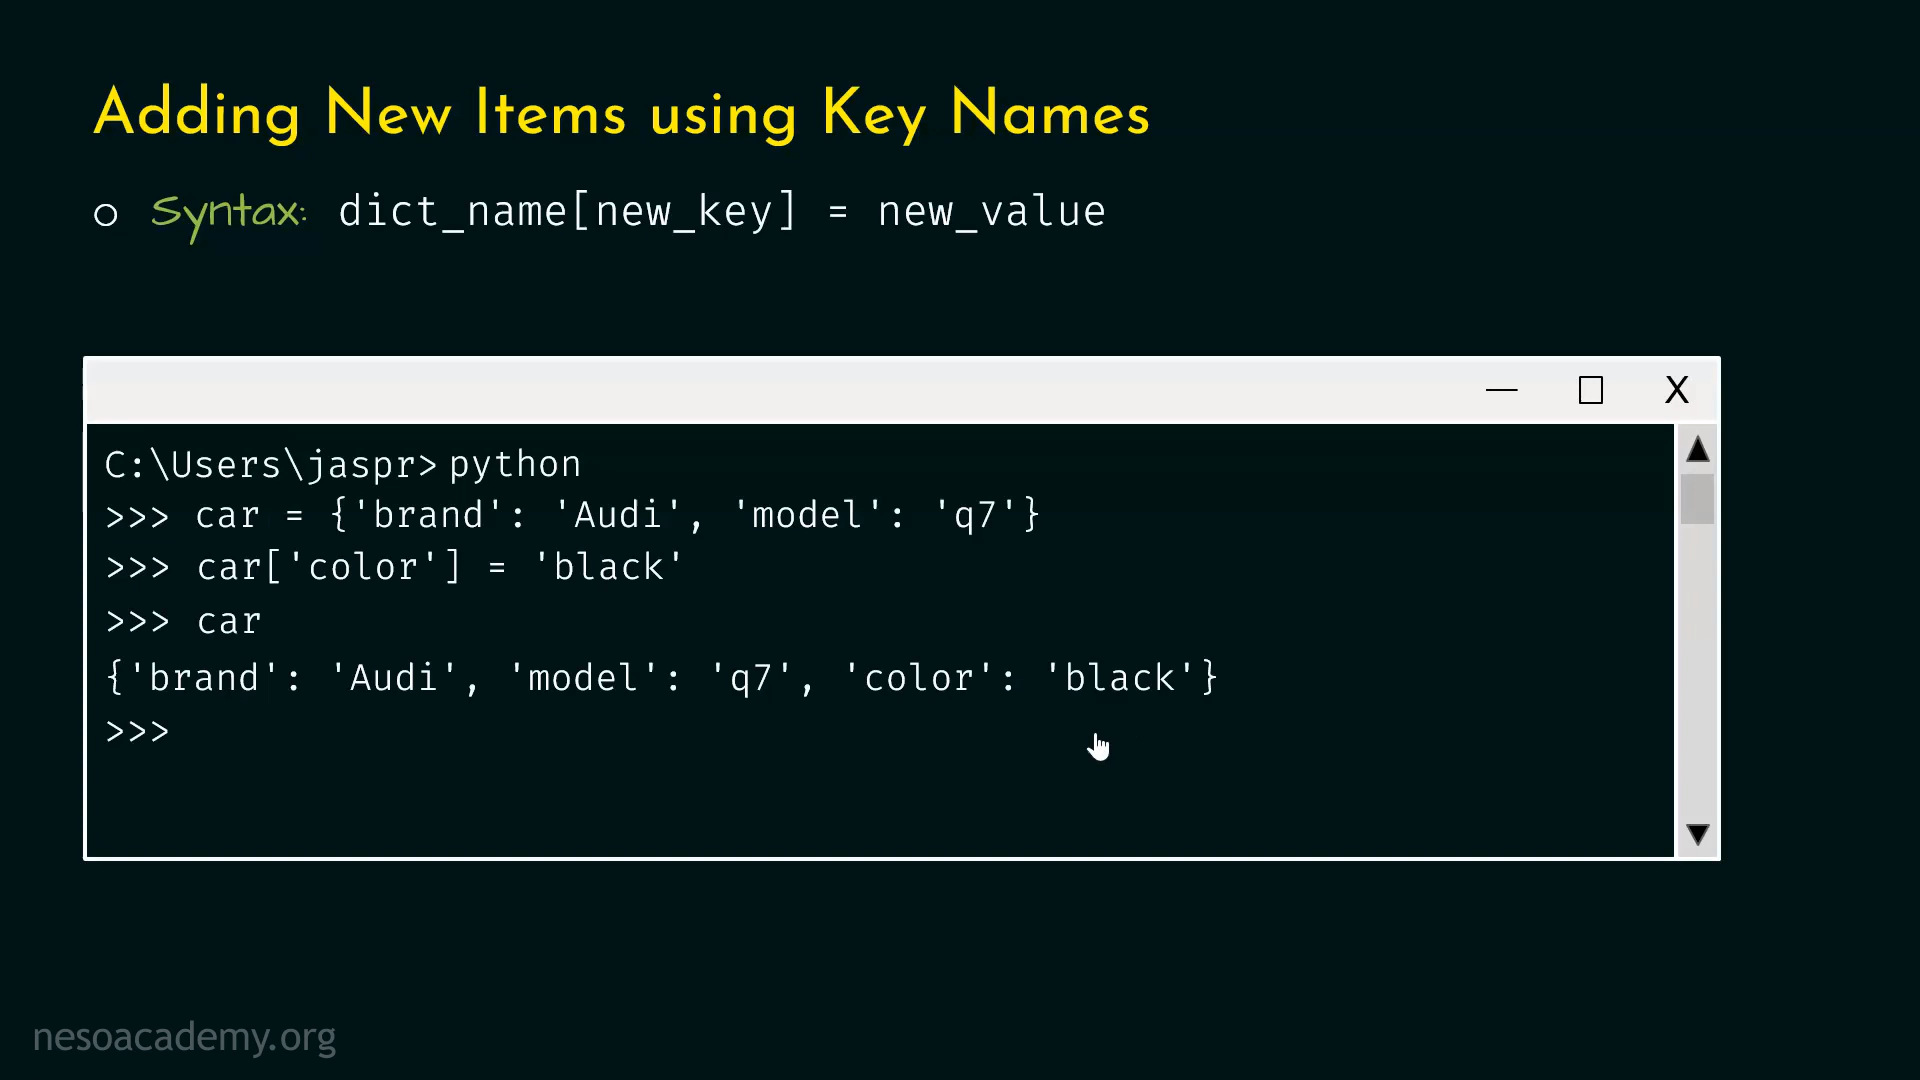 Adding New Items using Key Names
Syntax: dict_name[new_key] = new_value
X
C:\Users\jaspr>python
>>> car = {'brand': 'Audi', 'model': 'q7'}
>>> car['color'] = 'black'
>>> car
{'brand': 'Audi', 'model': 'q7', 'color': 'black'}
>>>
nesoacademy.org